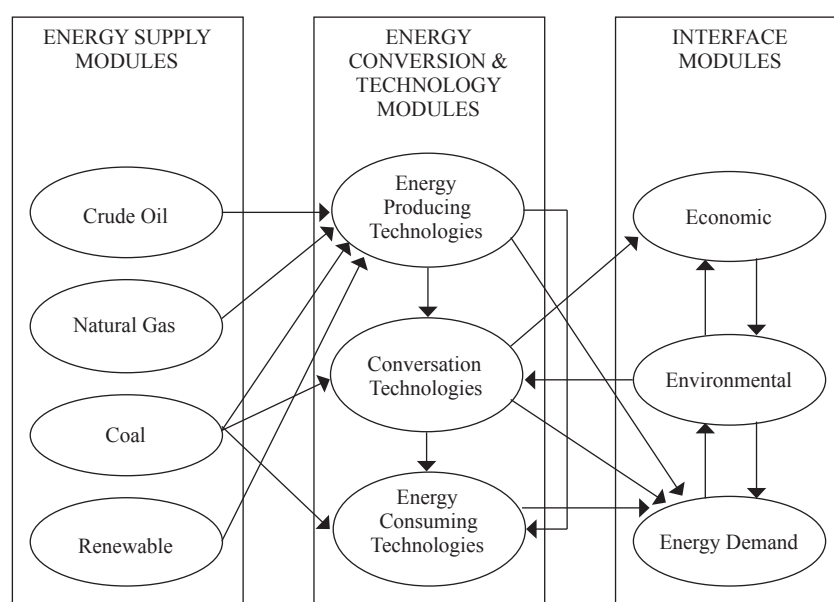 ENERGY SUPPLY
MODULES
Crude Oil
Natural Gas
Coal
Renewable
ENERGY
CONVERSION &
TECHNOLOGY
MODULES
Energy
Producing
Technologies
Conversation
Technologies
Energy
Consuming
Technologies
INTERFACE
MODULES
Economic
Environmental
Energy Demand